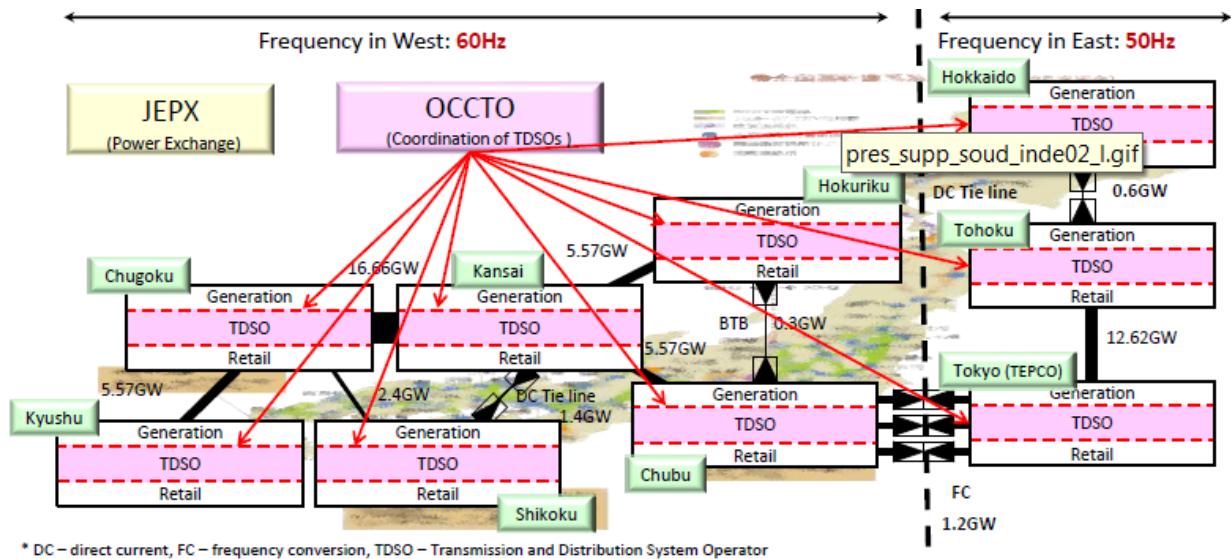 Frequency in West: 60Hz
Frequency in East: 50Hz
JEPX
(Power Exchange)
OCCTO
(Coordination of TDSOs )
Hokkaido
Generation
TDSO
pres_supp_soud_inde02_l.gif
DC Tie line
0.6GW
Hokuriku
Generation
TDSO
Retail
Tohoku
Generation
TDSO
Retail
5.57GW
16.66GW
Chugoku
Generation
TDSO
Retail
Kansai
Generation
TDSO
Retail
BTB
0.3GW
5.57GW
12.62GW
Tokyo (TEPCO)
Generation
TDSO
Retail
5.57GW
2.4GW
DC Tie line
1.4GW
Kyushu
Generation
TDSO
Retail
Generation
TDSO
Retail
Shikoku
Generation
TDSO
Retail
Chubu
FC
1.2GW
* DC – direct current, FC – frequency conversion, TDSO – Transmission and Distribution System Operator